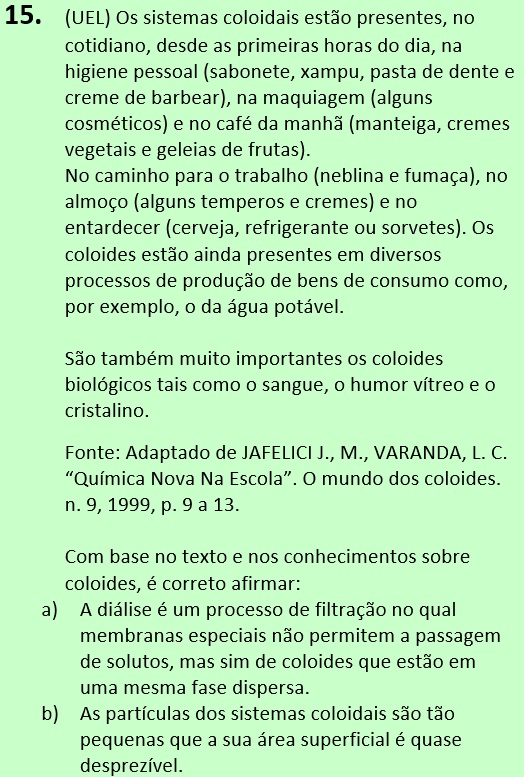 15. (UEL) Os sistemas coloidais estão presentes, no
cotidiano, desde as primeiras horas do dia, na
higiene pessoal (sabonete, xampu, pasta de dente e
creme de barbear), na maquiagem (alguns
cosméticos) e no café da manhã (manteiga, cremes
vegetais e geleias de frutas).
No caminho para o trabalho (neblina e fumaça), no
almoço (alguns temperos e cremes) e no
entardecer (cerveja, refrigerante ou sorvetes). Os
coloides estão ainda presentes em diversos
processos de produção de bens de consumo como,
por exemplo, o da água potável.
São também muito importantes os coloides
biológicos tais como o sangue, o humor vítreo e o
cristalino.
Fonte: Adaptado de JAFELICI J., M., VARANDA, L. C.
“Química Nova Na Escola”. O mundo dos coloides.
n. 9, 1999, p. 9 a 13.
Com base no texto e nos conhecimentos sobre
coloides, é correto afirmar:
a) A diálise é um processo de filtração no qual
membranas especiais não permitem a passagem
de solutos, mas sim de coloides que estão em
uma mesma fase dispersa.
b) As partículas dos sistemas coloidais são tão
pequenas que a sua área superficial é quase
desprezível.